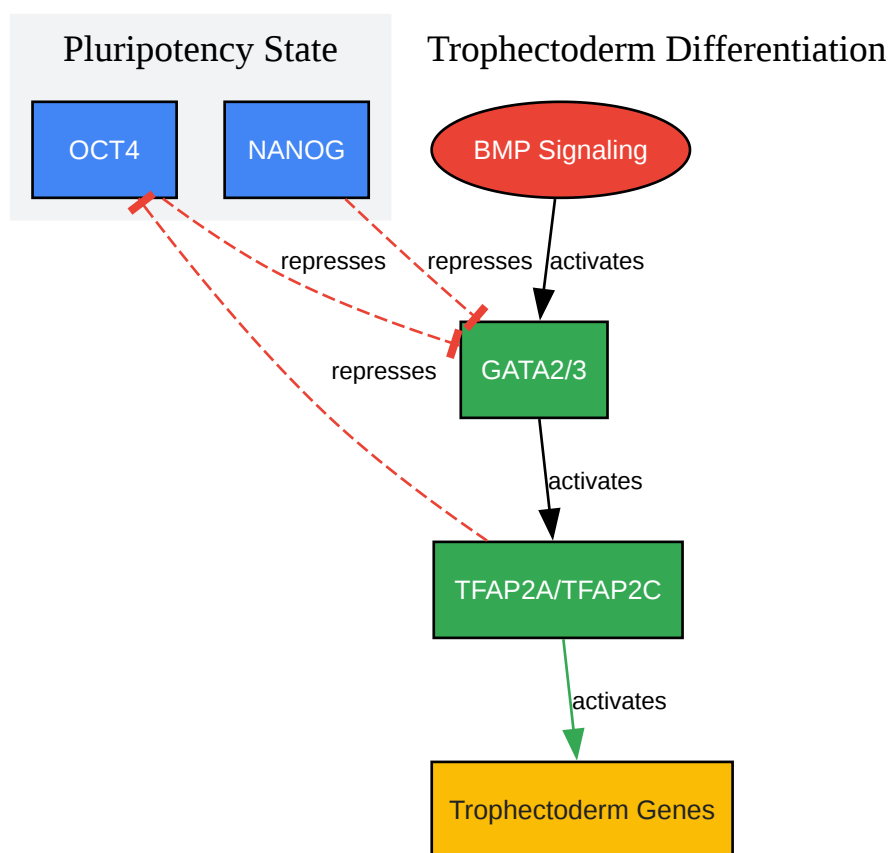 Pluripotency State
Trophectoderm Differentiation
OCT4
NANOG
BMP Signaling
represses
represses
activates
GATA2/3
represses
activates
TFAP2A/TFAP2C
activates
Trophectoderm Genes